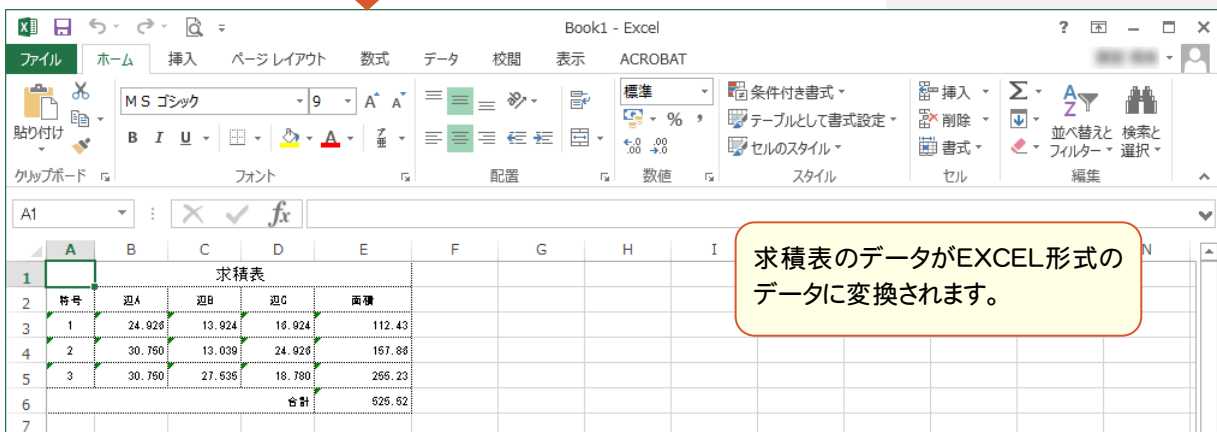 Book1 - Excel
ファイル ホーム 挿入 ページ レイアウト 数式 データ 校閲 表示 ACROBAT
貼り付け
ＭＳ ゴシック 9 A A
B I U A
標準
% ,
条件付き書式
テーブルとして書式設定
セルのスタイル
挿入
削除
書式
Σ
並べ替えと
フィルター
検索と
選択
クリップボード フォント 配置 数値 スタイル セル 編集
A1 fx
求積表のデータがEXCEL形式の
データに変換されます。
A B C D E F G H I N
1 求積表
2 符号 辺A 辺B 辺C 面積
3 1 24.926 13.924 16.924 112.43
4 2 30.750 13.039 24.926 157.86
5 3 30.750 27.535 18.780 255.23
6 合計 525.52
7